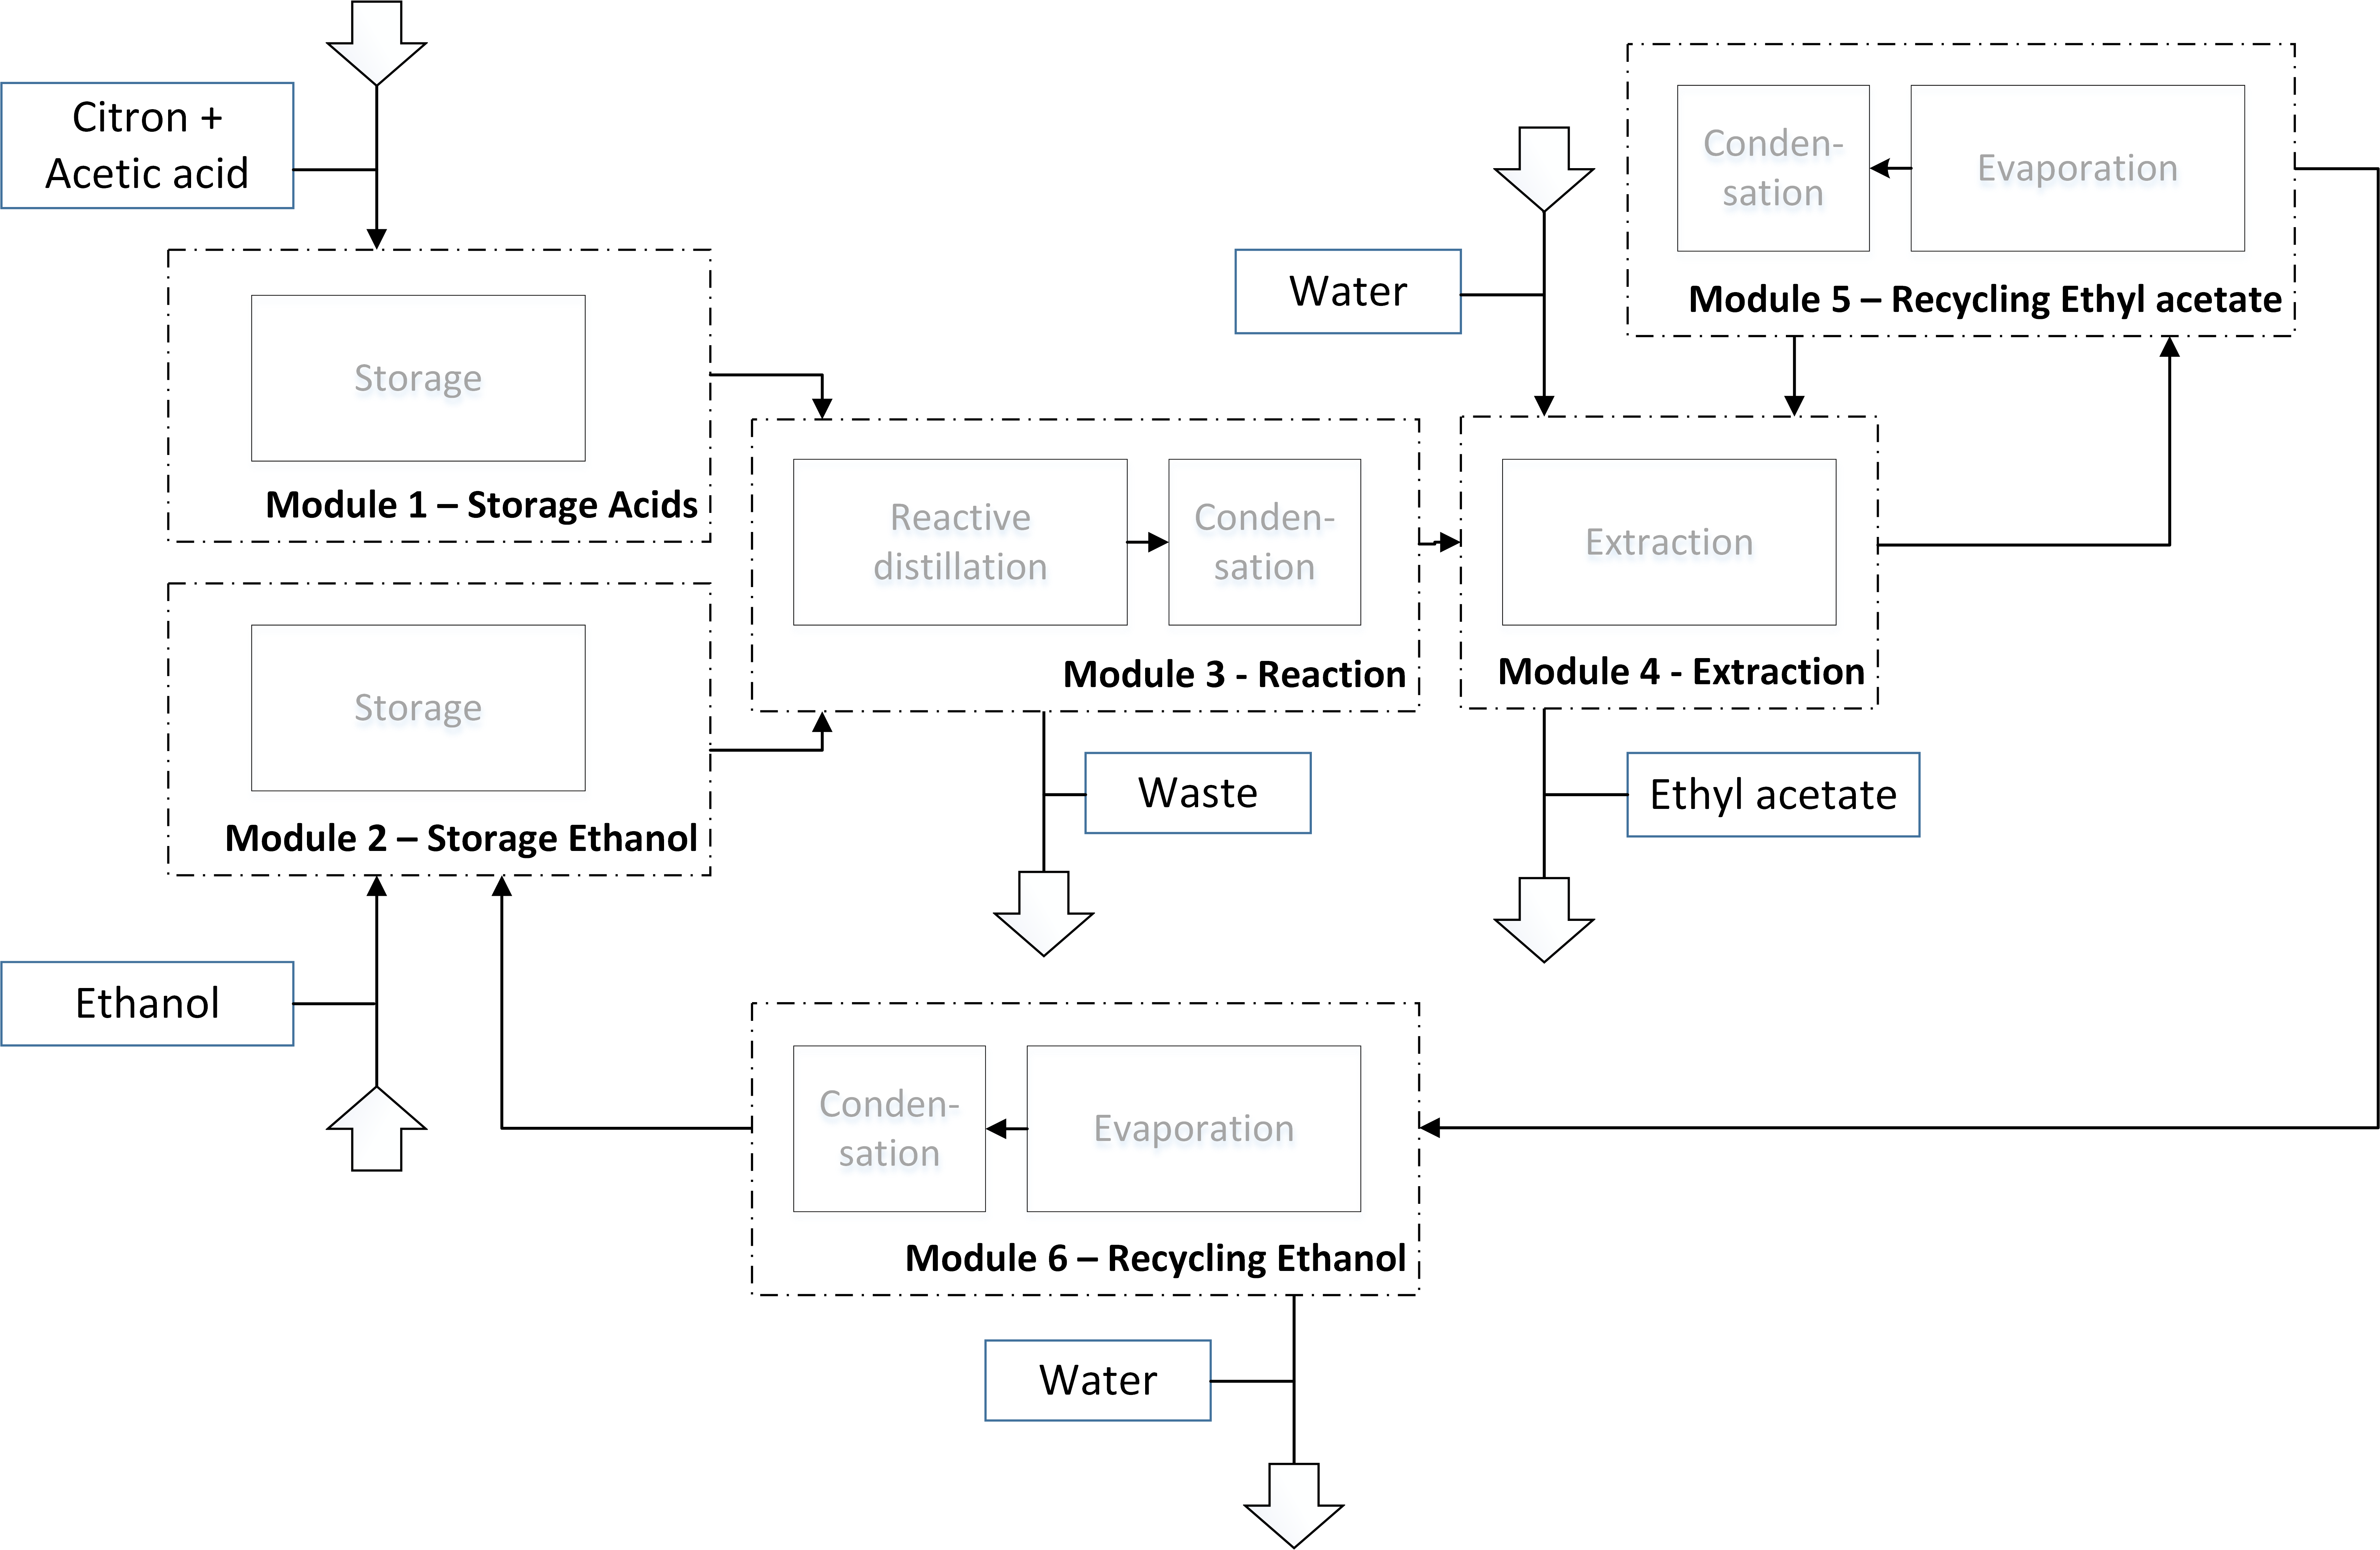 Citron +
Acetic acid
Storage
Module 1 – Storage Acids
Storage
Module 2 – Storage Ethanol
Ethanol
Reactive
distillation
Conden-
sation
Module 3 - Reaction
Waste
Water
Extraction
Module 4 - Extraction
Ethyl acetate
Conden-
sation
Evaporation
Module 5 – Recycling Ethyl acetate
Conden-
sation
Evaporation
Module 6 – Recycling Ethanol
Water